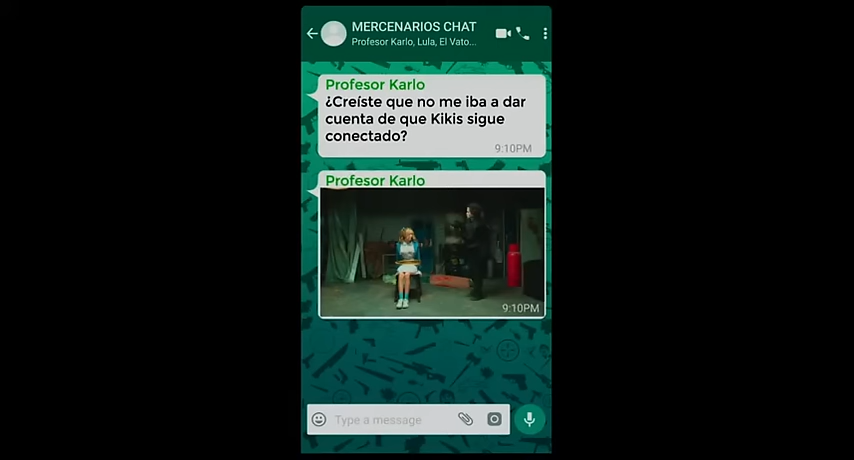 MERCENARIOS CHAT
Profesor Karlo, Lula, El Vato...
Profesor Karlo
¿Creíste que no me iba a dar
cuenta de que Kikis sigue
conectado?
9:10PM
Profesor Karlo
9:10PM
Type a message